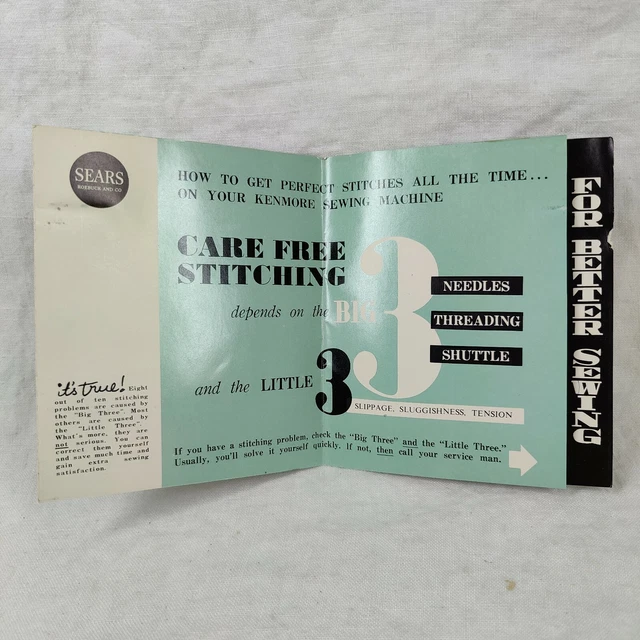 SEARS
ROEBUCK AND CO
it's true! Eight
out of ten stitching
problems are caused by
the "Big Three". Most
others are caused by
the "Little Three".
What's more, they are
not serious. You can
correct them yourself
and save much time and
gain extra sewing
satisfaction.
HOW TO GET PERFECT STITCHES ALL THE TIME...
ON YOUR KENMORE SEWING MACHINE
CARE FREE
STITCHING
depends on the BIG 3
NEEDLES
THREADING
SHUTTLE
and the LITTLE 3
SLIPPAGE, SLUGGISHNESS, TENSION
If you have a stitching problem, check the "Big Three" and the "Little Three."
Usually, you'll solve it yourself quickly. If not, then call your service man.
FOR BETTER SEWING